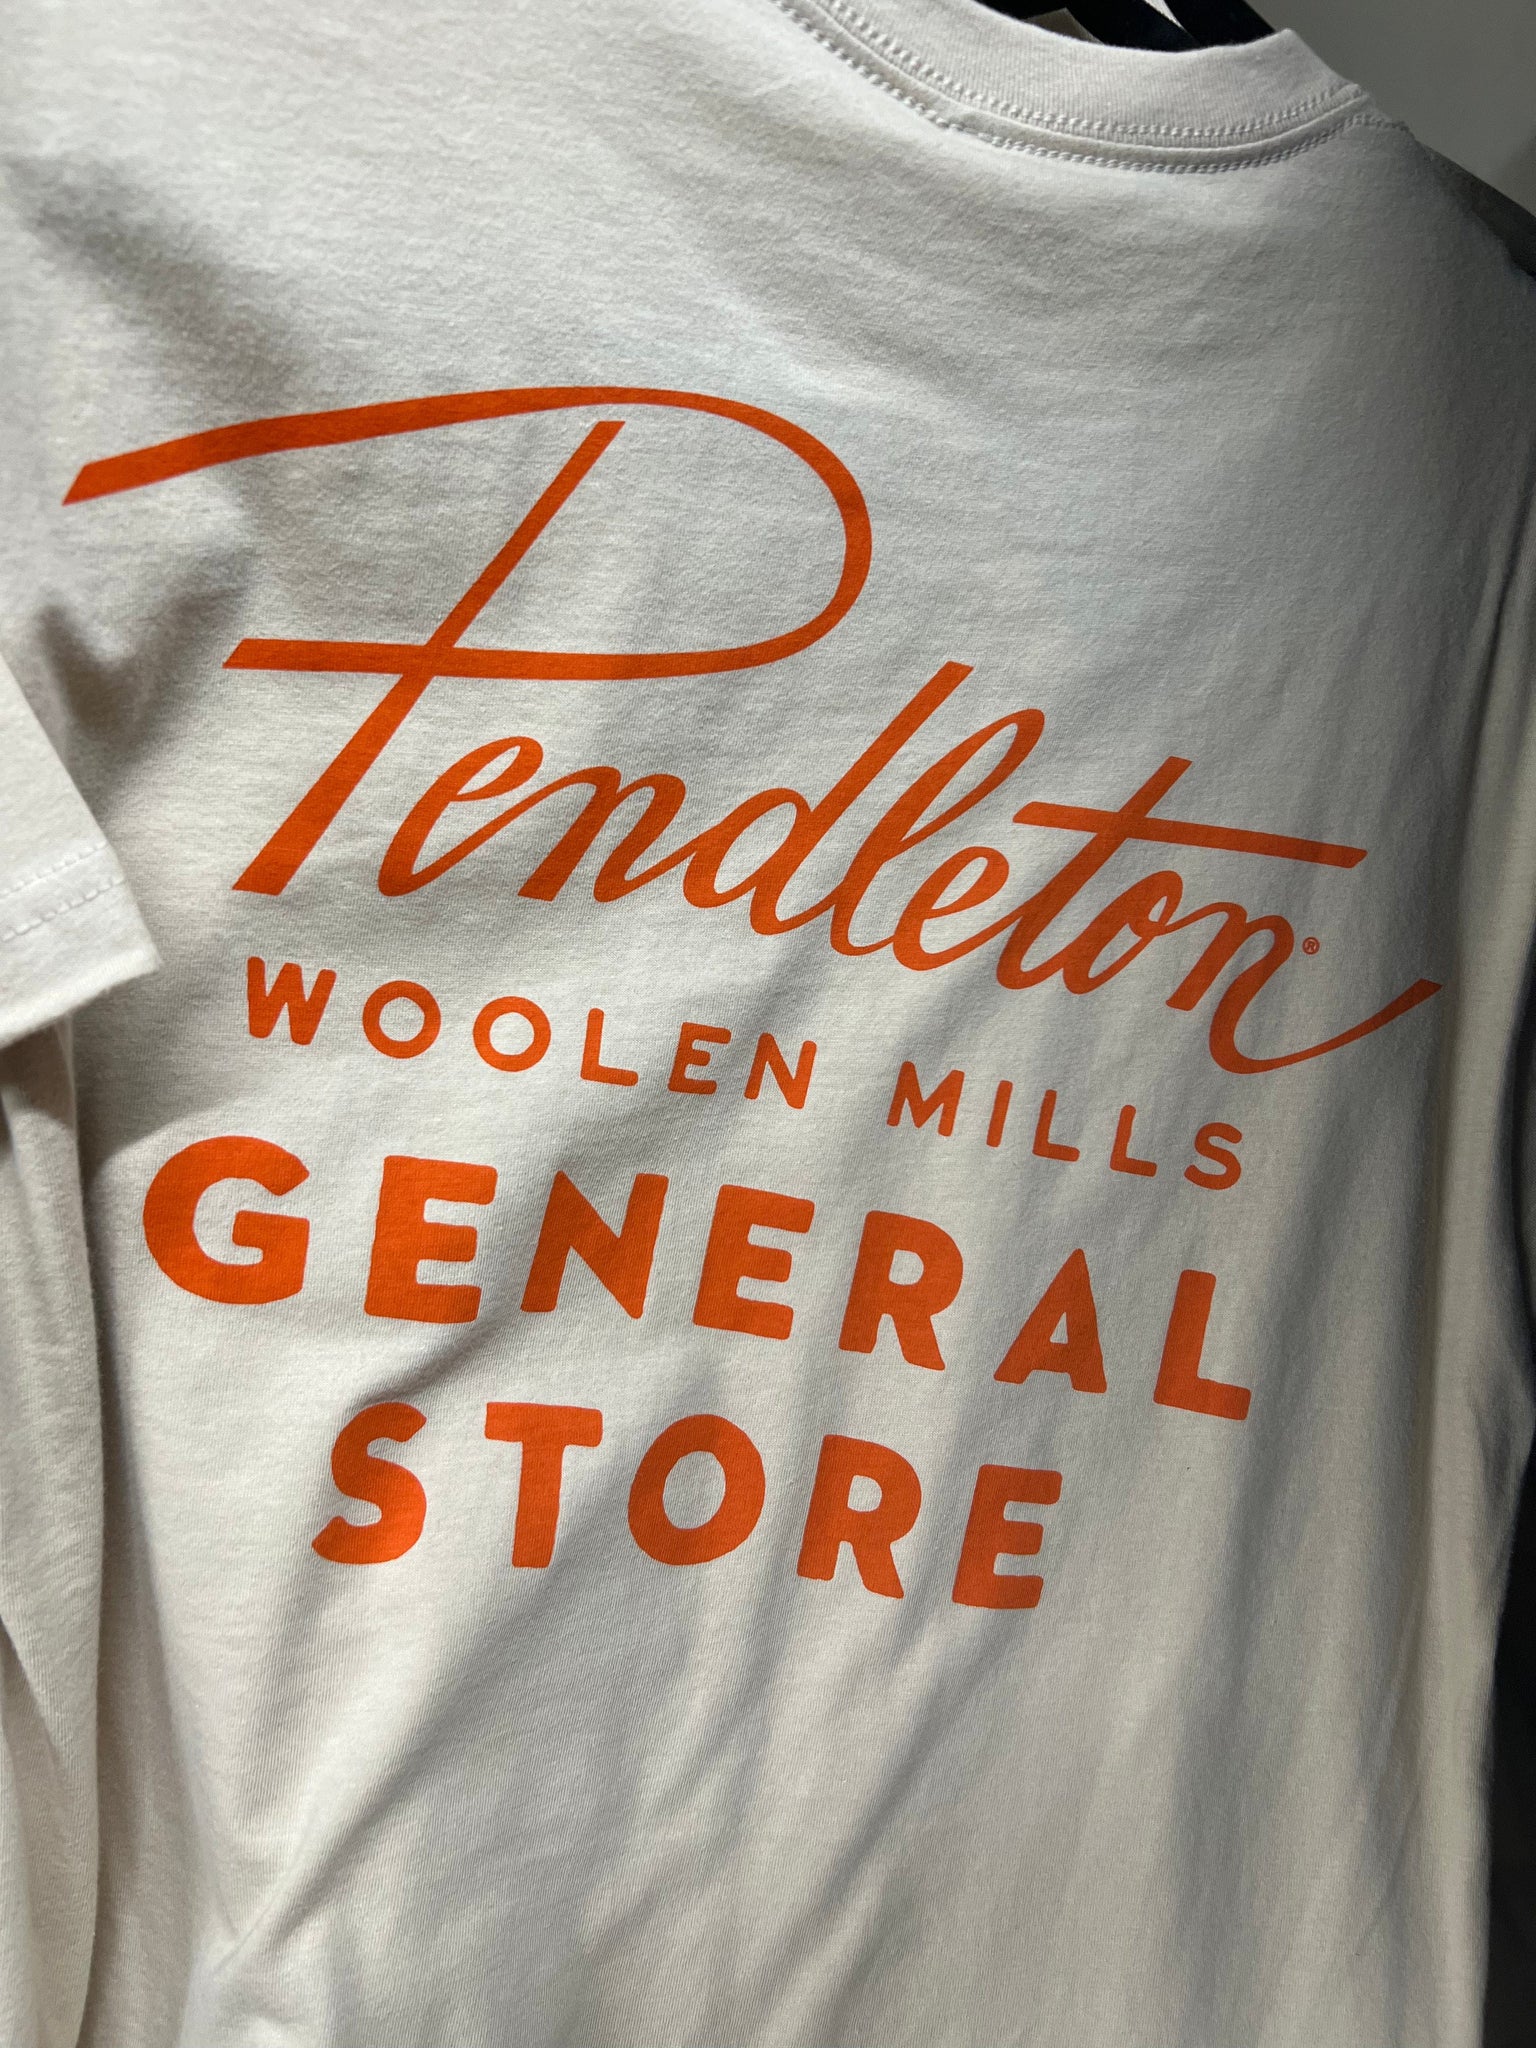 Pendleton®
WOOLEN MILLS
GENERAL
STORE